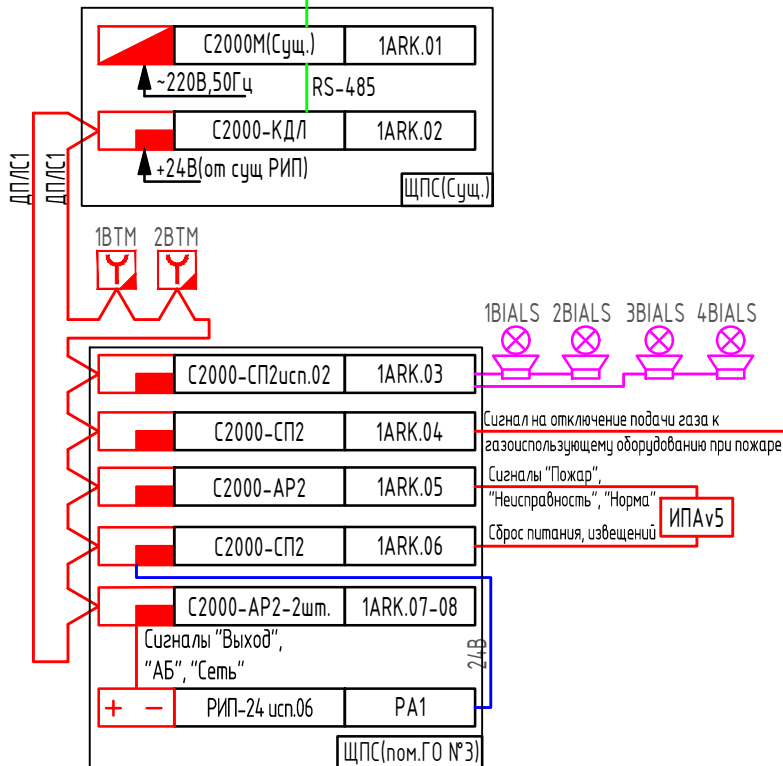 С2000М(Сущ.) 1ARK.01
~220В,50Гц
RS-485
С2000-КДЛ 1ARK.02
+24В(от сущ РИП)
ЩПС(Сущ.)
ДПЛС1
ДПЛС1
1BTM 2BTM
1BIALS 2BIALS 3BIALS 4BIALS
С2000-СП2исп.02 1ARK.03
С2000-СП2 1ARK.04
Сигнал на отключение подачи газа к
газоиспользующему оборудованию при пожаре
С2000-АР2 1ARK.05
Сигналы "Пожар",
"Неисправность", "Норма"
ИПАv5
С2000-СП2 1ARK.06
Сброс питания, извещений
С2000-АР2-2шт. 1ARK.07-08
Сигналы "Выход",
"АБ", "Сеть"
24В
+ - РИП-24 исп.06 РА1
ЩПС(пом.ГО №3)